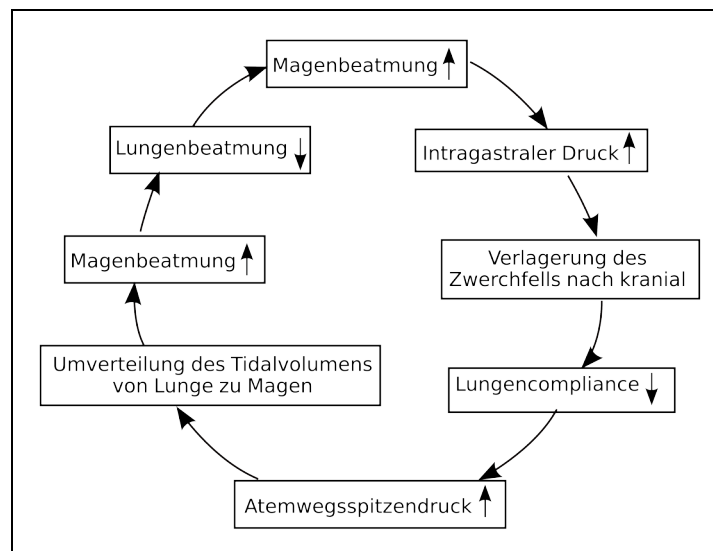 Magenbeatmung ↑
Intragastraler Druck ↑
Verlagerung des
Zwerchfells nach kranial
Lungencompliance ↓
Atemwegsspitzendruck ↑
Umverteilung des Tidalvolumens
von Lunge zu Magen
Magenbeatmung ↑
Lungenbeatmung ↓